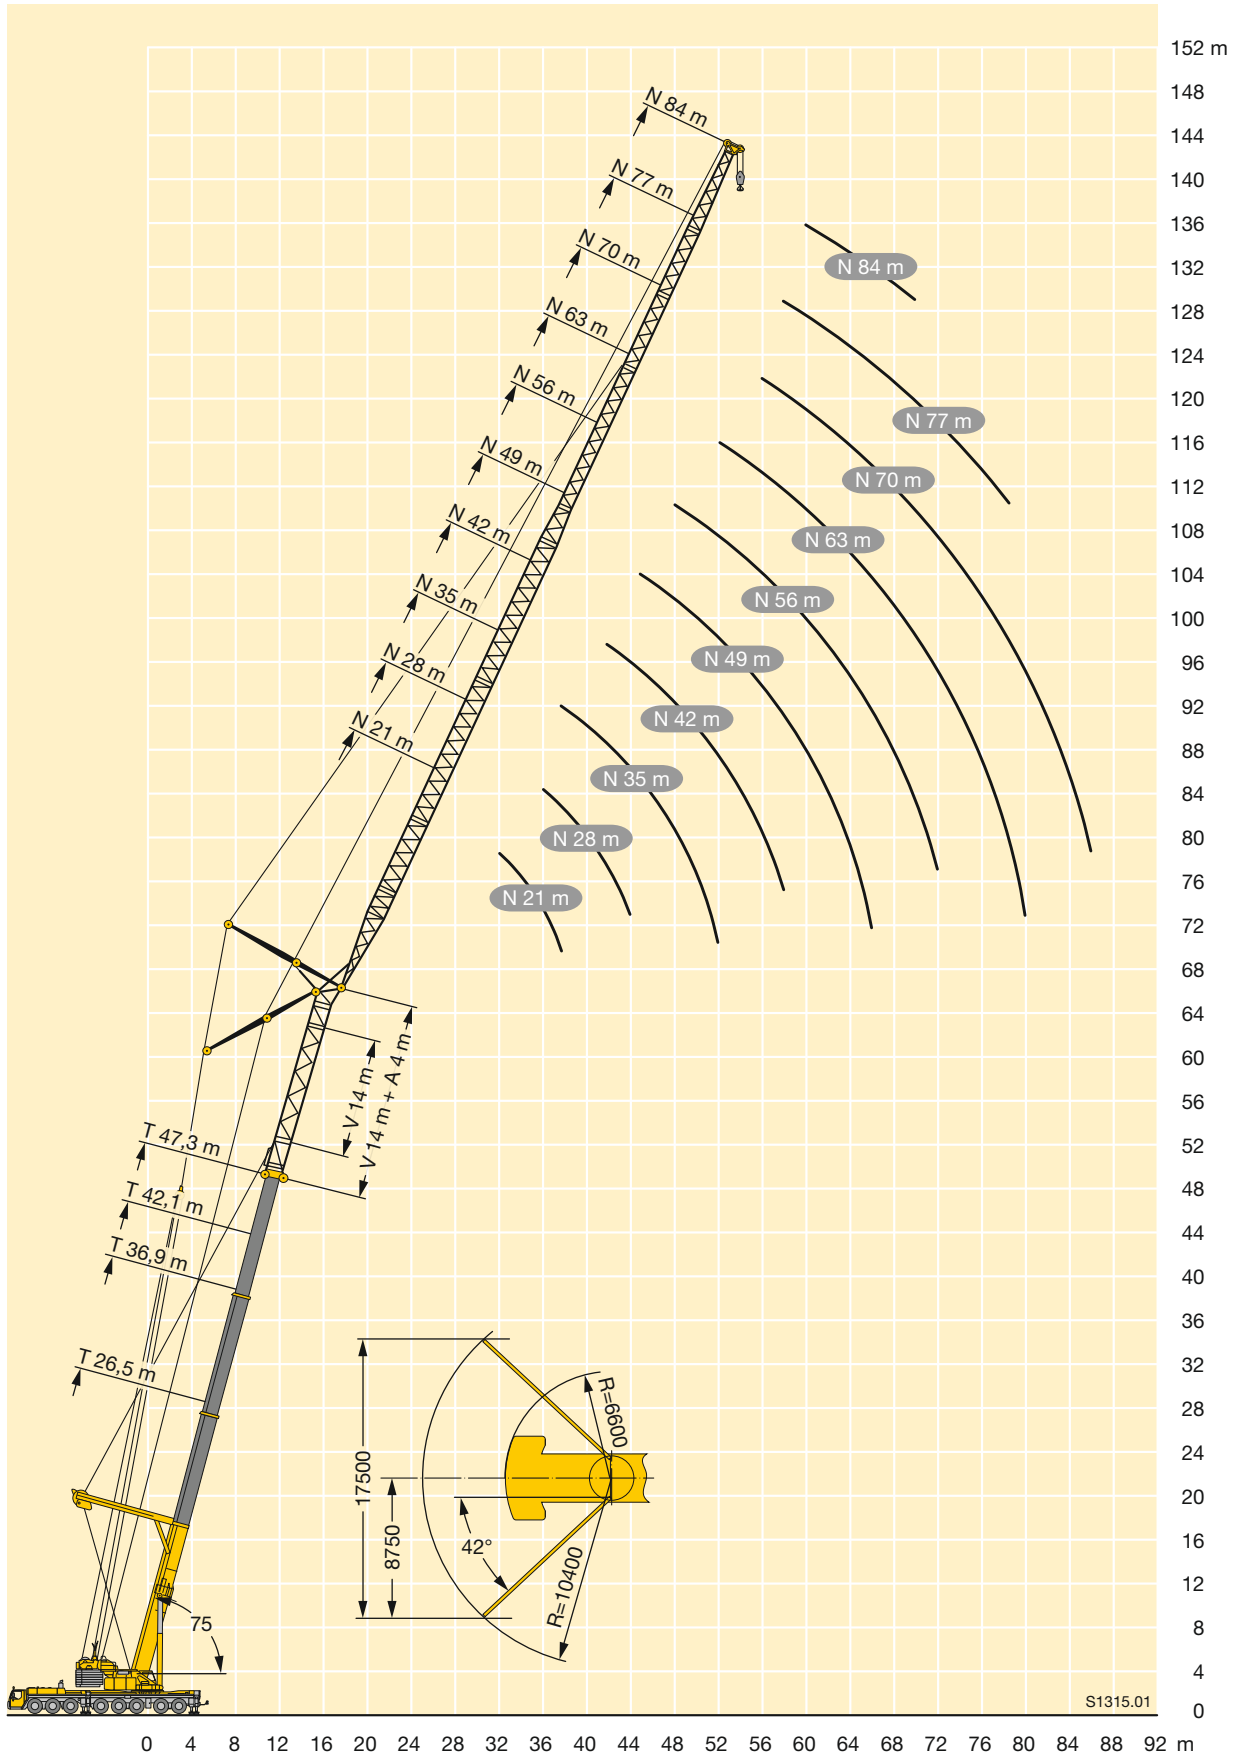 152 m
148
144
140
136
132
128
124
120
116
112
108
104
100
96
92
88
84
80
76
72
68
64
60
56
52
48
44
40
36
32
28
24
20
16
12
8
4
0
N 84 m
N 77 m
N 70 m
N 63 m
N 56 m
N 49 m
N 42 m
N 35 m
N 28 m
N 21 m
N 84 m
N 77 m
N 70 m
N 63 m
N 56 m
N 49 m
N 42 m
N 35 m
N 28 m
N 21 m
V 14 m
V 14 m + A 4 m
T 47,3 m
T 42,1 m
T 36,9 m
T 26,5 m
75
17500
8750
42°
R=6600
R=10400
S1315.01
0 4 8 12 16 20 24 28 32 36 40 44 48 52 56 60 64 68 72 76 80 84 88 92 m